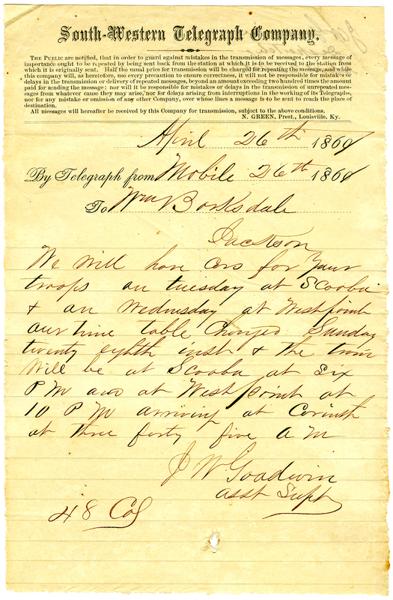 South-Western Telegraph Company.
THE PUBLIC are notified, that in order to guard against mistakes in the transmission of messages, every message of
importance ought to be repeated by being sent back from the station at which it is to be received to the station from
which it is originally sent. Half the usual price for transmission will be charged for repeating the message, and while
this company will, as heretofore, use every precaution to ensure correctness, it will not be responsible for mistakes or
delays in the transmission or delivery of repeated messages, beyond an amount exceeding two hundred times the amount
paid for sending the message; nor will it be responsible for mistakes or delays in the transmission of unrepeated messages
from whatever cause they may arise, nor for delays arising from interruptions in the working of its Telegraphs,
nor for any mistake or omission of any other Company, over whose lines a message is to be sent to reach the place of
destination.
All messages will hereafter be received by this Company for transmission, subject to the above conditions.
N. GREEN, Prest., Louisville, Ky.
April 26th 1861
By Telegraph from Mobile 26th 1861
To Wm Barksdale
Jackson
We will have cars for your
troops on tuesday at Scooba
& on Wednesday at West point
our time table changes Sunday
twenty eighth inst & the train
Will be at Scooba at Six
P M and at West point at
10 P M arriving at Corinth
at three forty five A M
J W Goodwin
asst Supt
48 Col